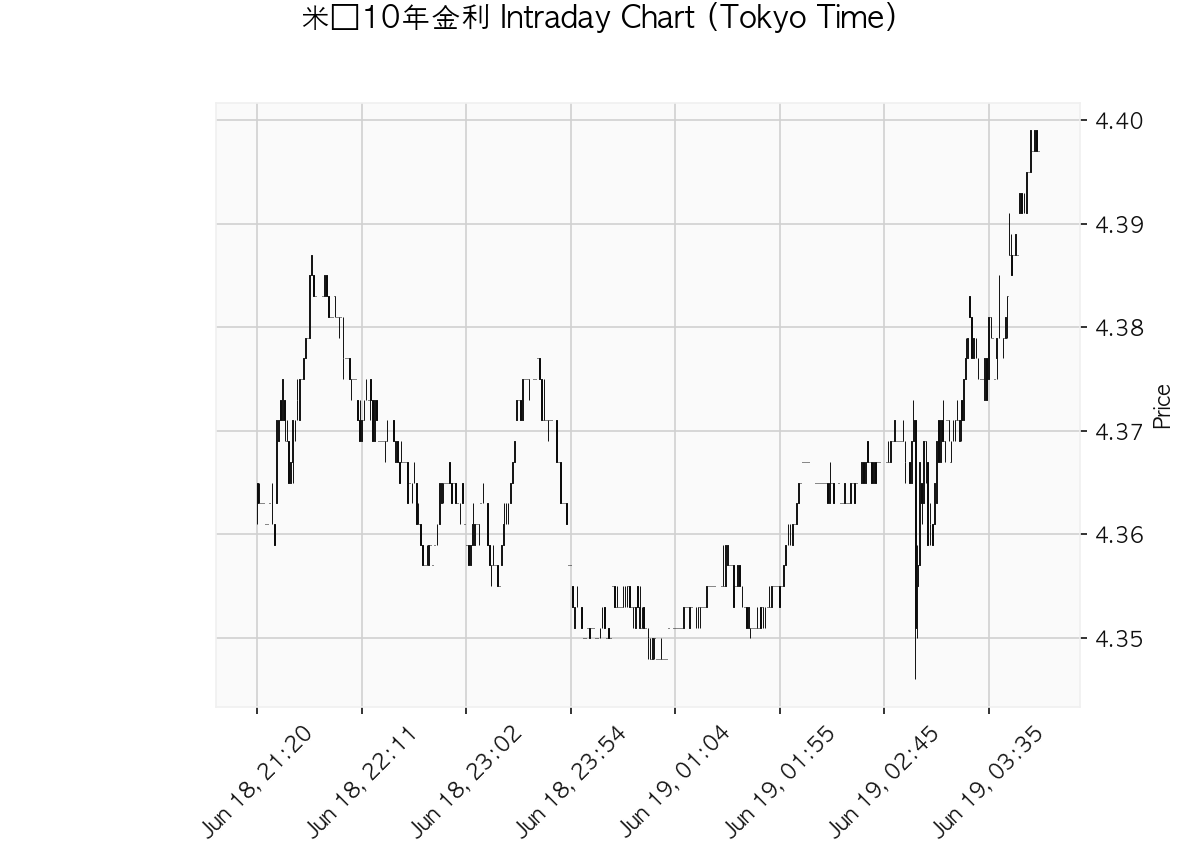 米□10年金利 Intraday Chart (Tokyo Time)
4.40
4.39
4.38
4.37
4.36
4.35
Price
Jun 18, 21:20
Jun 18, 22:11
Jun 18, 23:02
Jun 18, 23:54
Jun 19, 01:04
Jun 19, 01:55
Jun 19, 02:45
Jun 19, 03:35